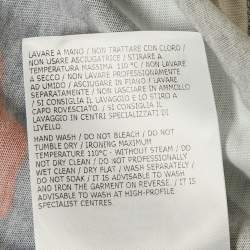 LAVARE A MANO / NON TRATTARE CON CLORO /
NON USARE ASCIUGATRICE / STIRARE A
TEMPERATURA MASSIMA 110 °C / NON LAVARE
A SECCO / NON LAVARE PROFESSIONALMENTE
AD UMIDO / ASCIUGARE IN PIANO / LAVARE
SEPARATAMENTE / NON LASCIARE IN AMMOLLO
/ SI CONSIGLIA IL LAVAGGIO E LO STIRO A
CAPO ROVESCIATO. / SI CONSIGLIA IL
LAVAGGIO IN CENTRI SPECIALIZZATI DI
LIVELLO.
HAND WASH / DO NOT BLEACH / DO NOT
TUMBLE DRY / IRONING MAXIMUM
TEMPERATURE 110°C - WITHOUT STEAM / DO
NOT DRY CLEAN / DO NOT PROFESSIONALLY
WET CLEAN / DRY FLAT / WASH SEPARATELY /
DO NOT SOAK / IT IS ADVISABLE TO WASH
AND IRON THE GARMENT ON REVERSE. / IT IS
ADVISABLE TO WASH AT HIGH-PROFILE
SPECIALIST CENTRES.